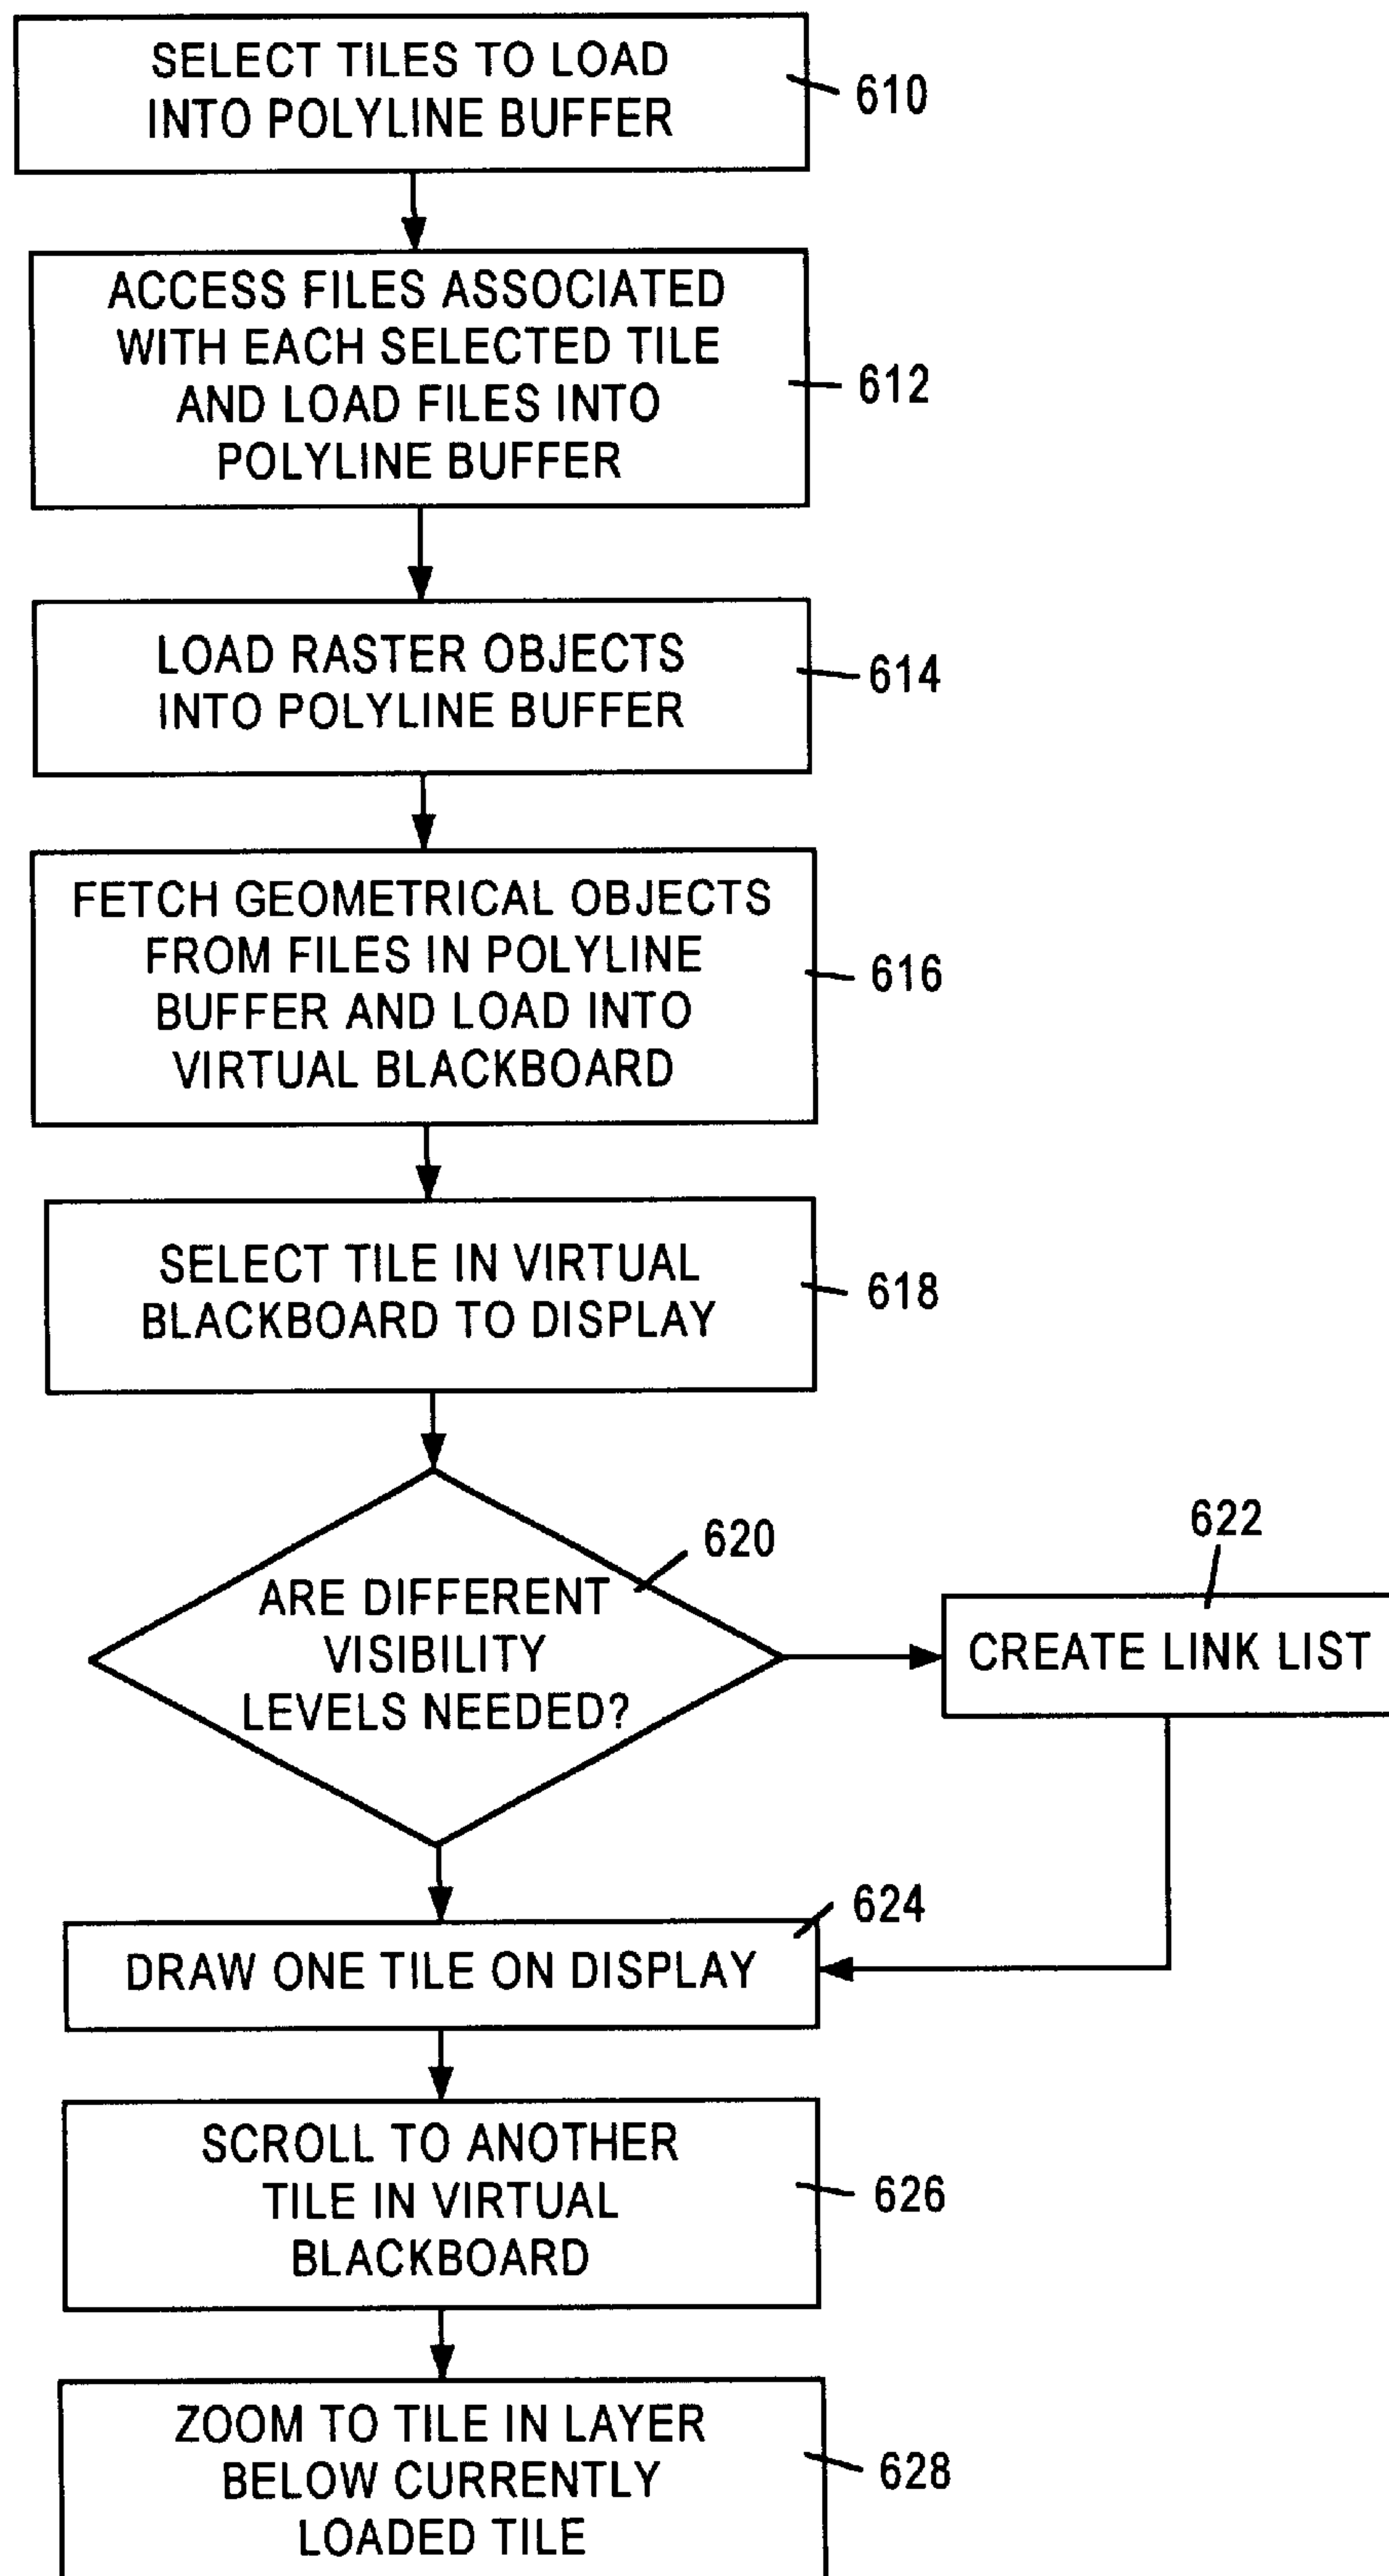 SELECT TILES TO LOAD
INTO POLYLINE BUFFER
610
ACCESS FILES ASSOCIATED
WITH EACH SELECTED TILE
AND LOAD FILES INTO
POLYLINE BUFFER
612
LOAD RASTER OBJECTS
INTO POLYLINE BUFFER
614
FETCH GEOMETRICAL OBJECTS
FROM FILES IN POLYLINE
BUFFER AND LOAD INTO
VIRTUAL BLACKBOARD
616
SELECT TILE IN VIRTUAL
BLACKBOARD TO DISPLAY
618
ARE DIFFERENT
VISIBILITY
LEVELS NEEDED?
620
622
CREATE LINK LIST
624
DRAW ONE TILE ON DISPLAY
SCROLL TO ANOTHER
TILE IN VIRTUAL
BLACKBOARD
626
ZOOM TO TILE IN LAYER
BELOW CURRENTLY
LOADED TILE
628